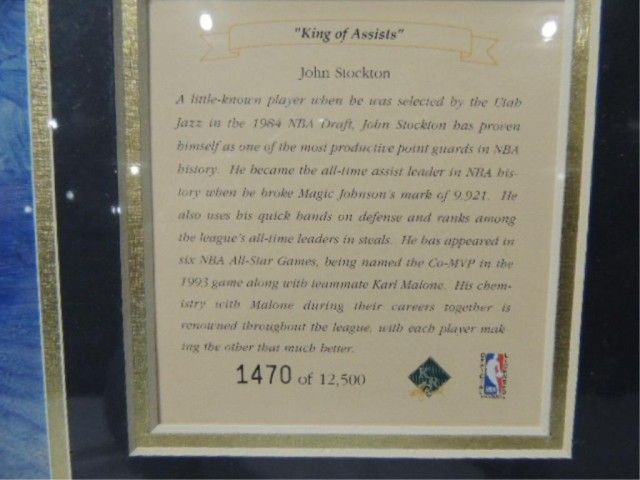 "King of Assists"
John Stockton
A little-known player when he was selected by the Utah
Jazz in the 1984 NBA Draft, John Stockton has proven
himself as one of the most productive point guards in NBA
history. He became the all-time assist leader in NBA his-
tory when he broke Magic Johnson's mark of 9,921. He
also uses his quick hands on defense and ranks among
the league's all-time leaders in steals. He has appeared in
six NBA All-Star Games, being named the Co-MVP in the
1993 game along with teammate Karl Malone. His chem-
istry with Malone during their careers together is
renowned throughout the league, with each player mak-
ing the other that much better.
1470 of 12,500